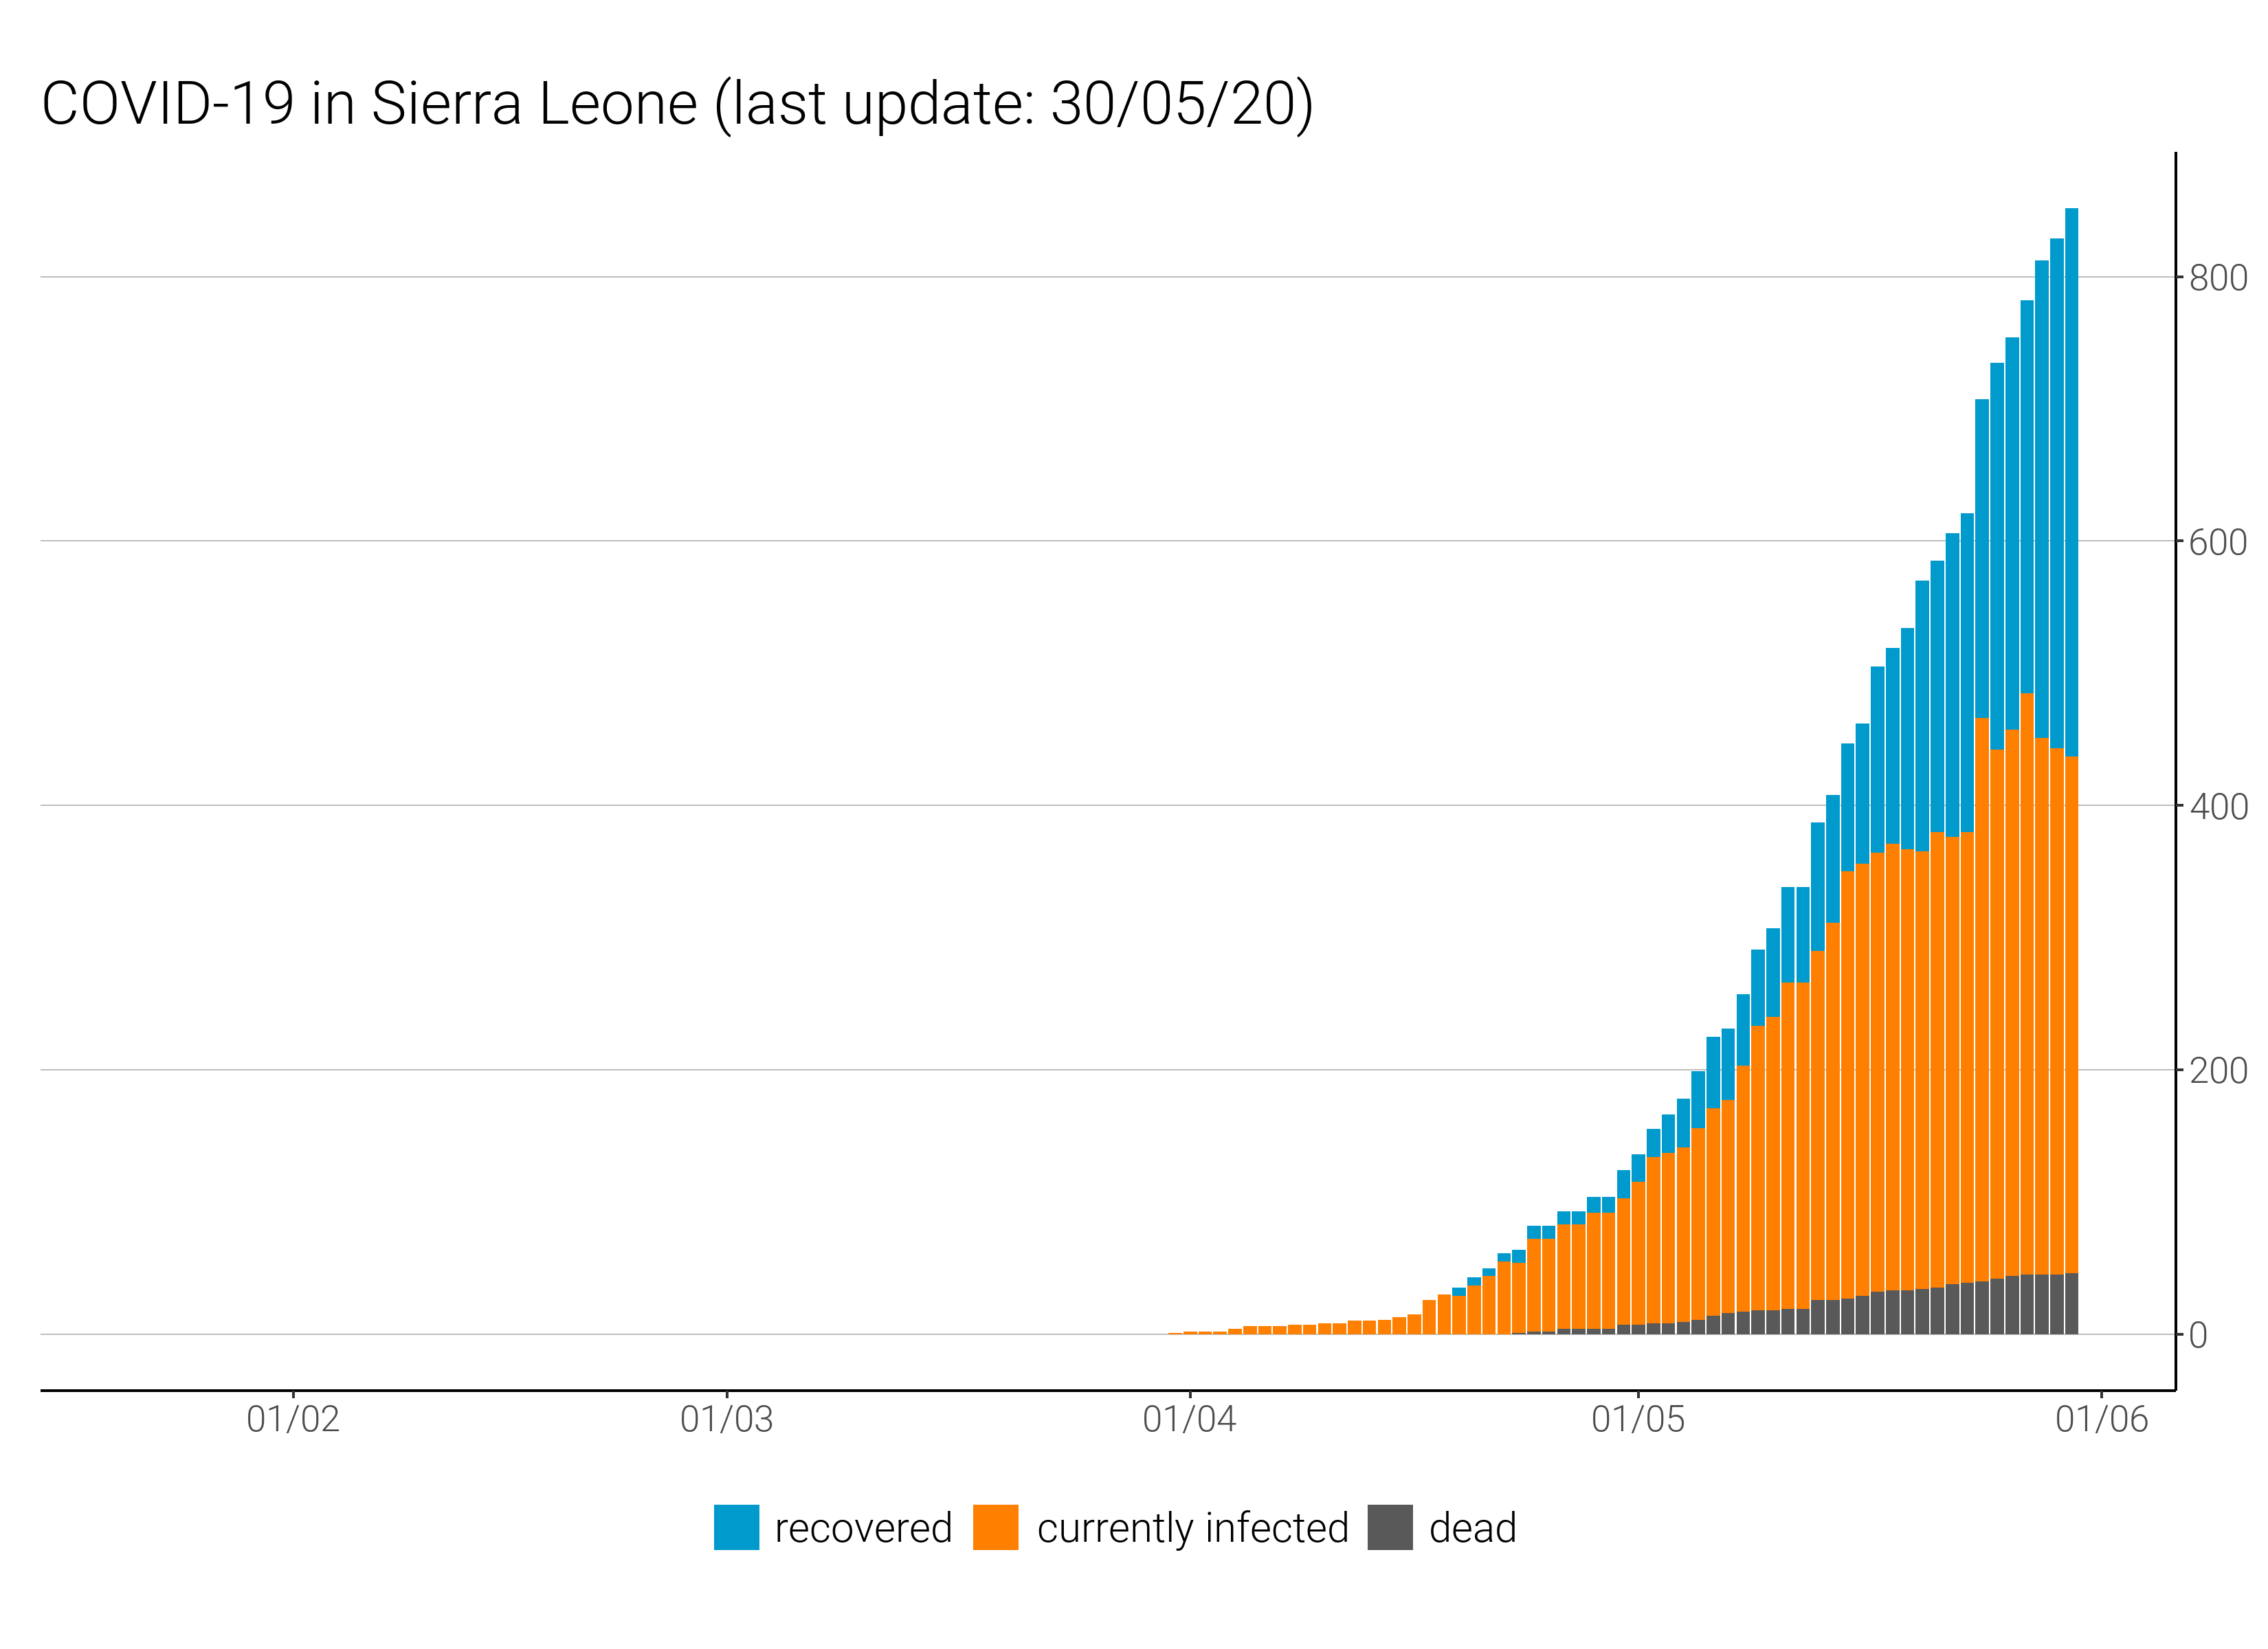 COVID-19 in Sierra Leone (last update: 30/05/20)
800
600
400
200
0
01/02 01/03 01/04 01/05 01/06
recovered currently infected dead